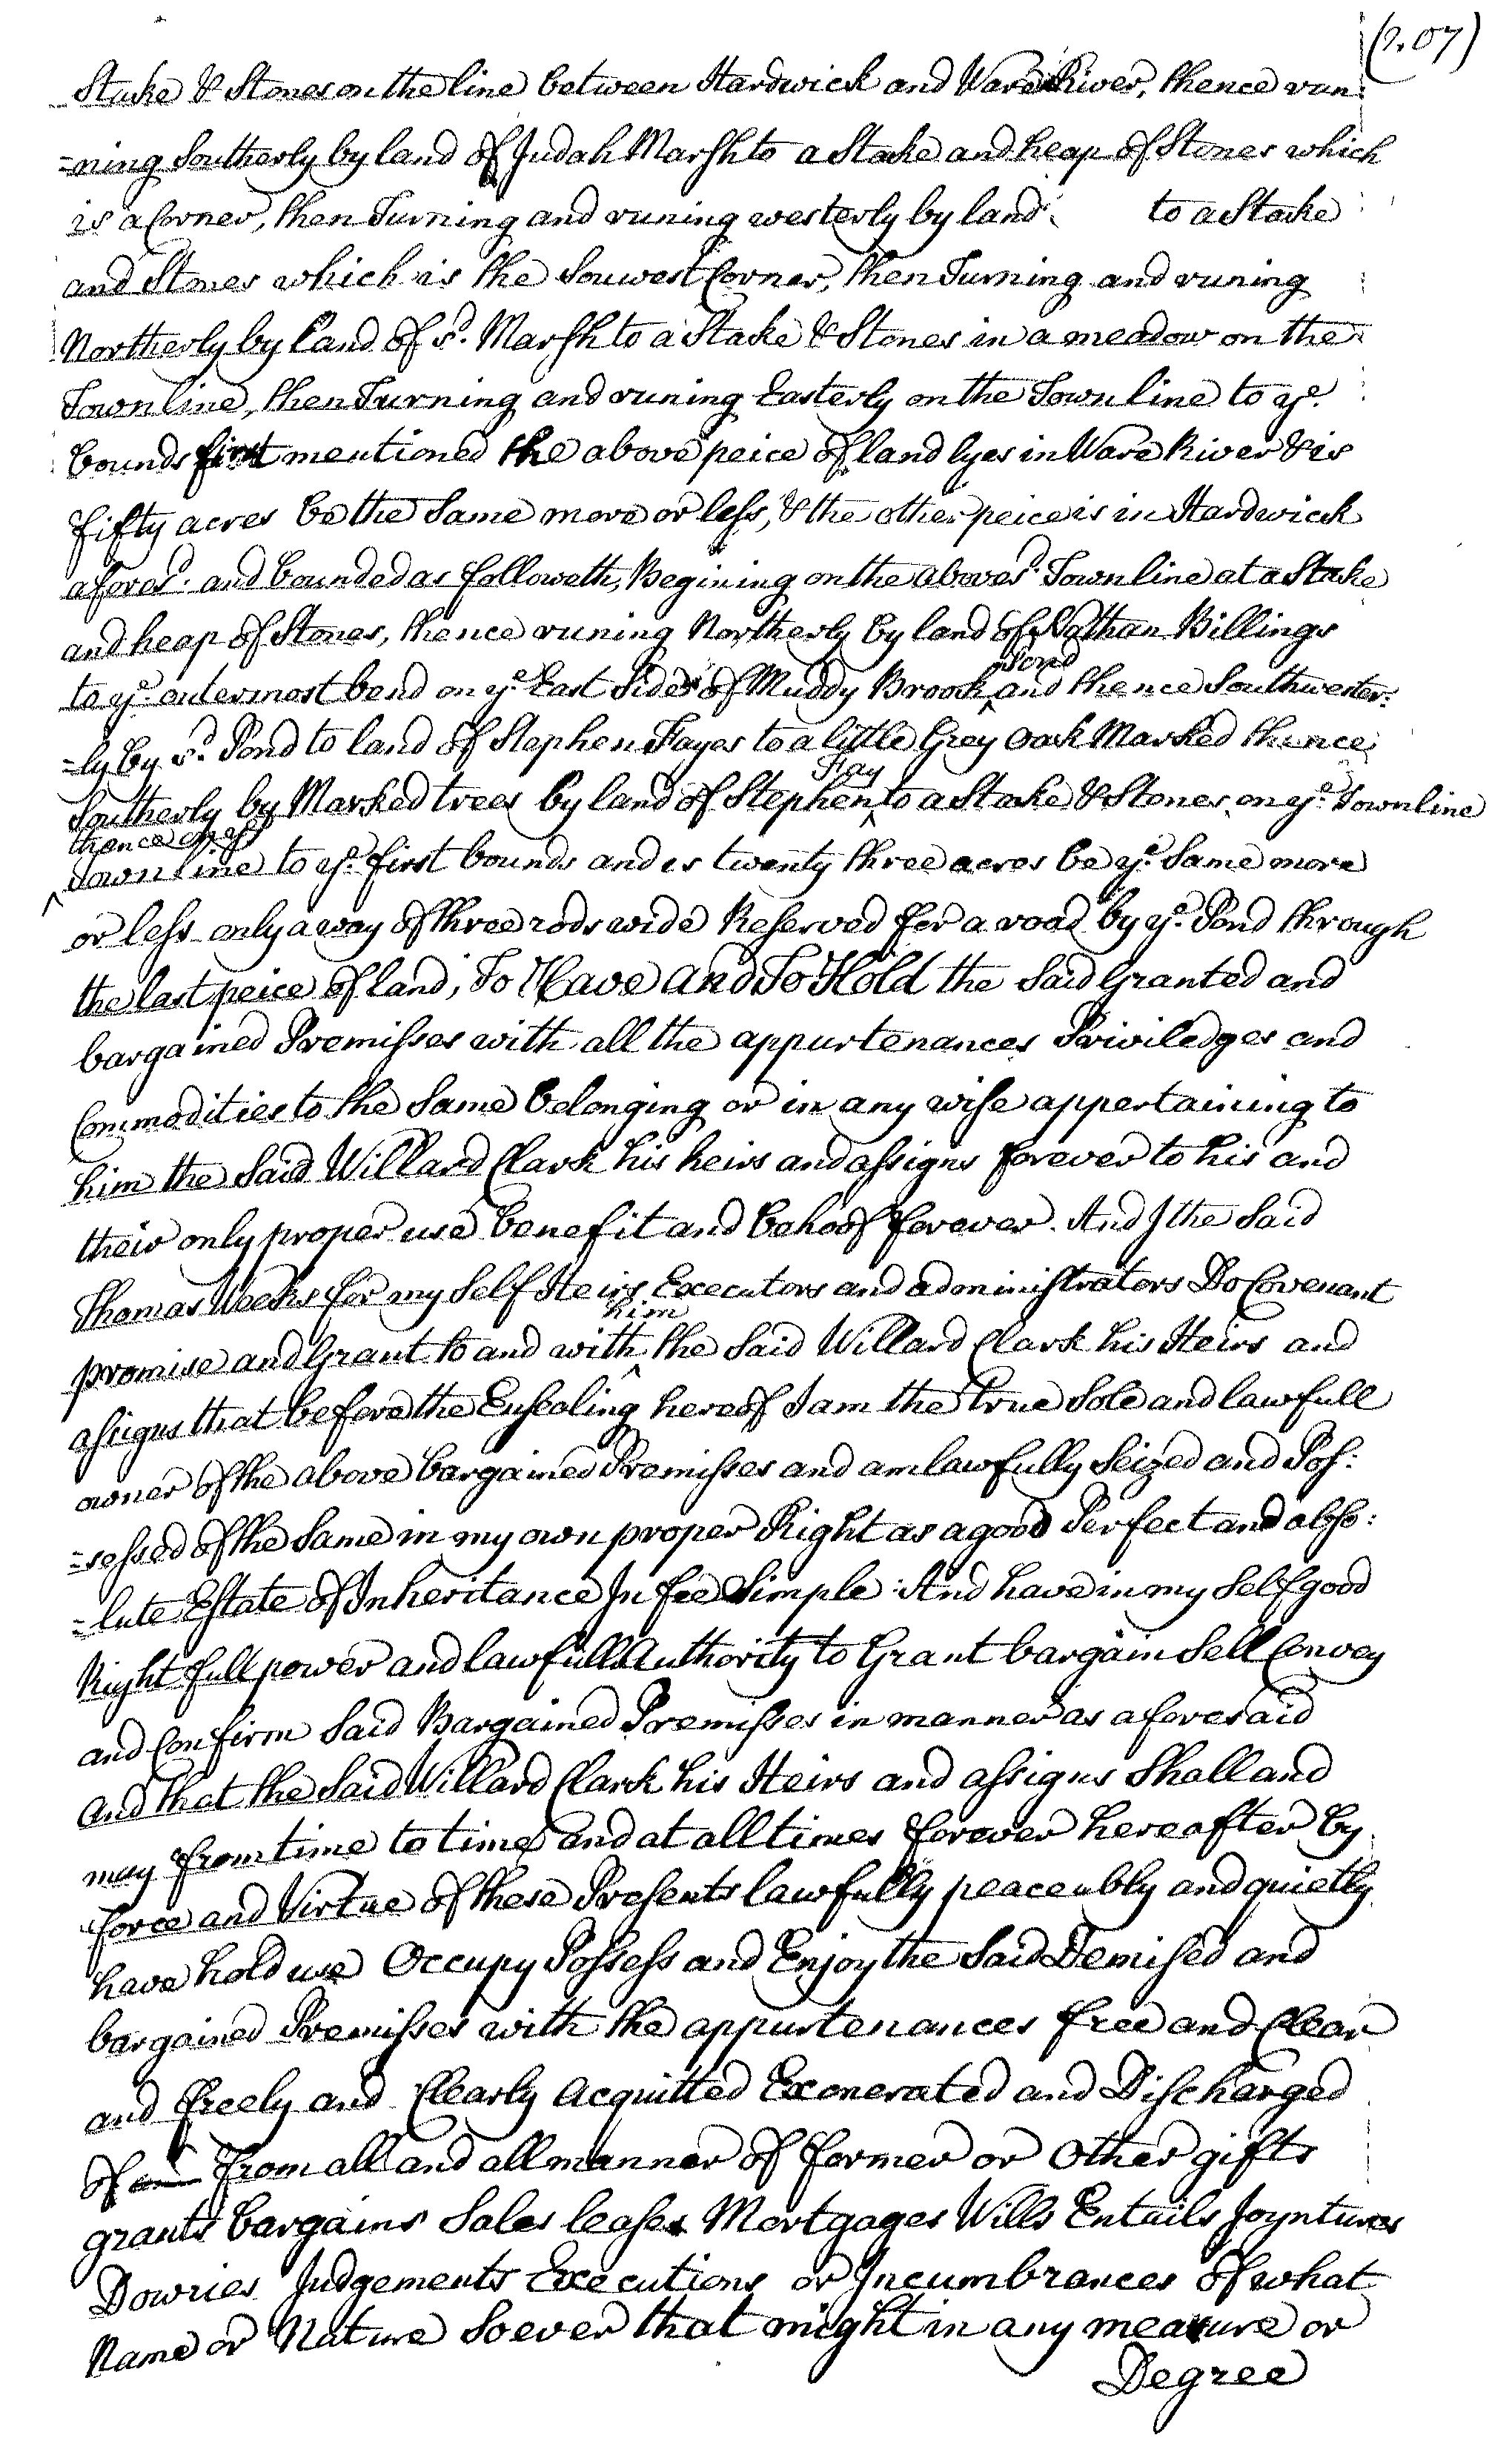 (207)
Stake & Stones on the line between Hardwick and Ware River, thence run
=ning Southerly by land of Judah Marsh to a Stake and heap of Stones which
is a Corner, then Turning and runing westerly by land to a Stake
and Stones which is the Souwest Corner, then Turning and runing
Northerly by land of sd. Marsh to a Stake & Stones in a meadow on the
Town line, then Turning and runing Easterly on the Town line to ye.
bounds first mentioned the above peice of land lyes in Ware River & is
fifty acres be the Same more or less, & the other peice is in Hardwick
aforesd. and bounded as followeth, Begining on the abovesd. Town line at a Stake
and heap of Stones, thence runing Northerly by land of Nathan Billings
Pond
to ye. outermost bend on ye. East Side of Muddy Brook ^ and thence Southwester:
=ly by sd. Pond to land of Stephen Fayes to a little Grey Oack Marked thence
Fay
Southerly by Marked trees by land of Stephen ^ to a Stake & Stones on ye. Town line
thence on sd
^ Town line to ye. first bounds and is twenty three acres be ye. Same more
or less only a way of three rods wide Reserved for a road by ye. Pond through
the last peice of land, To Have and To Hold the Said Granted and
bargained Premisses with all the appurtenances Priviledges and
Commodities to the Same belonging or in any wise appertaining to
him the Said Willard Clark his heirs and assigns forever to his and
their only proper use benefit and behoof forever. And I the Said
Thomas Weeks for my Self Heirs Executors and administrators Do Covenant
him
promise and Grant to and with ^ the Said Willard Clark his Heirs and
assigns that before the Ensealing hereof I am the true Sole and lawfull
owner of the above bargained Premisses and am lawfully Seized and Pos:
=sessed of the Same in my own proper Right as a good Perfect and abso:
=lute Estate of Inheritance In fee Simple: And have in my Self good
Right full power and lawfull Authority to Grant bargain Sell Convey
and Confirm Said Bargained Premisses in manner as aforesaid
and that the Said Willard Clark his Heirs and assigns Shall and
may from time to time and at all times forever hereafter by
force and Virtue of these Presents lawfully peaceably and quietly
have hold use Occupy Possess and Enjoy the Said Demised and
bargained Premisses with the appurtenances free and Clear
and freely and Clearly Acquitted Exonerated and Discharged
of from all and all manner of former or Other gifts
grants bargains Sales leases Mortgages Wills Entails Joyntures
Dowries Judgements Executions or Incumbrances of what
Name or Nature Soever that might in any measure or
Degree